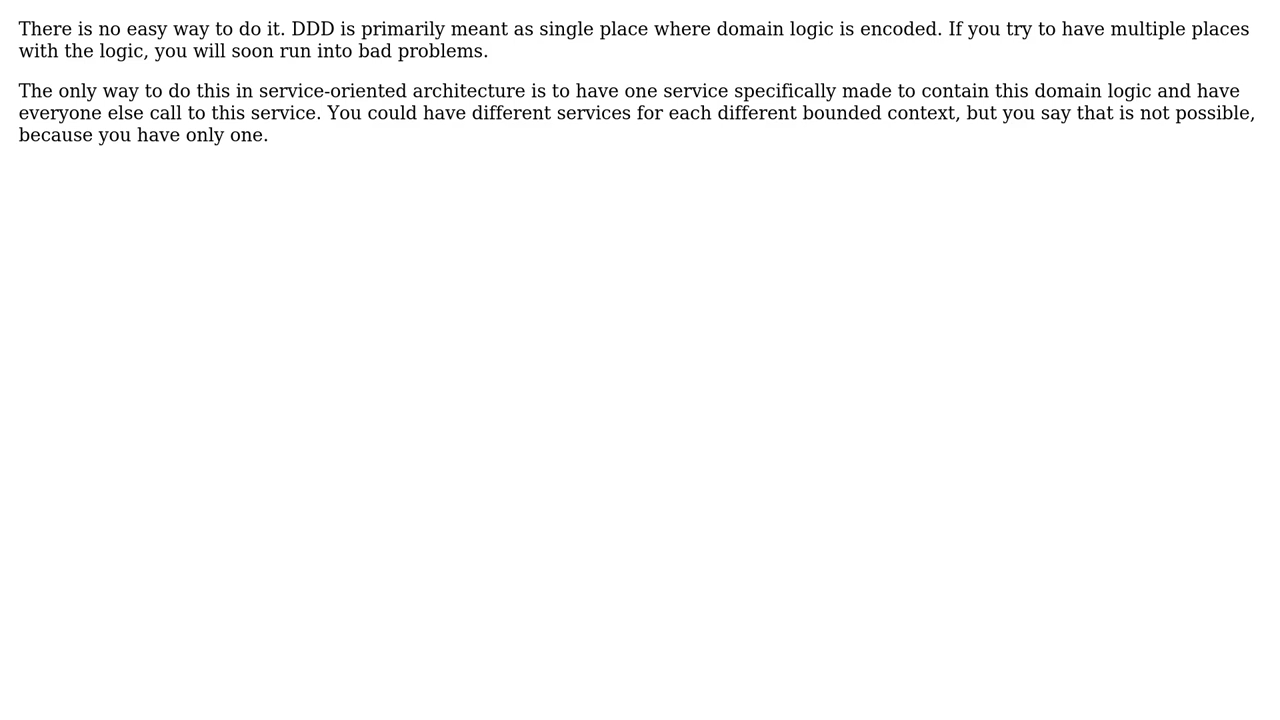 There is no easy way to do it. DDD is primarily meant as single place where domain logic is encoded. If you try to have multiple places
with the logic, you will soon run into bad problems.
The only way to do this in service-oriented architecture is to have one service specifically made to contain this domain logic and have
everyone else call to this service. You could have different services for each different bounded context, but you say that is not possible,
because you have only one.